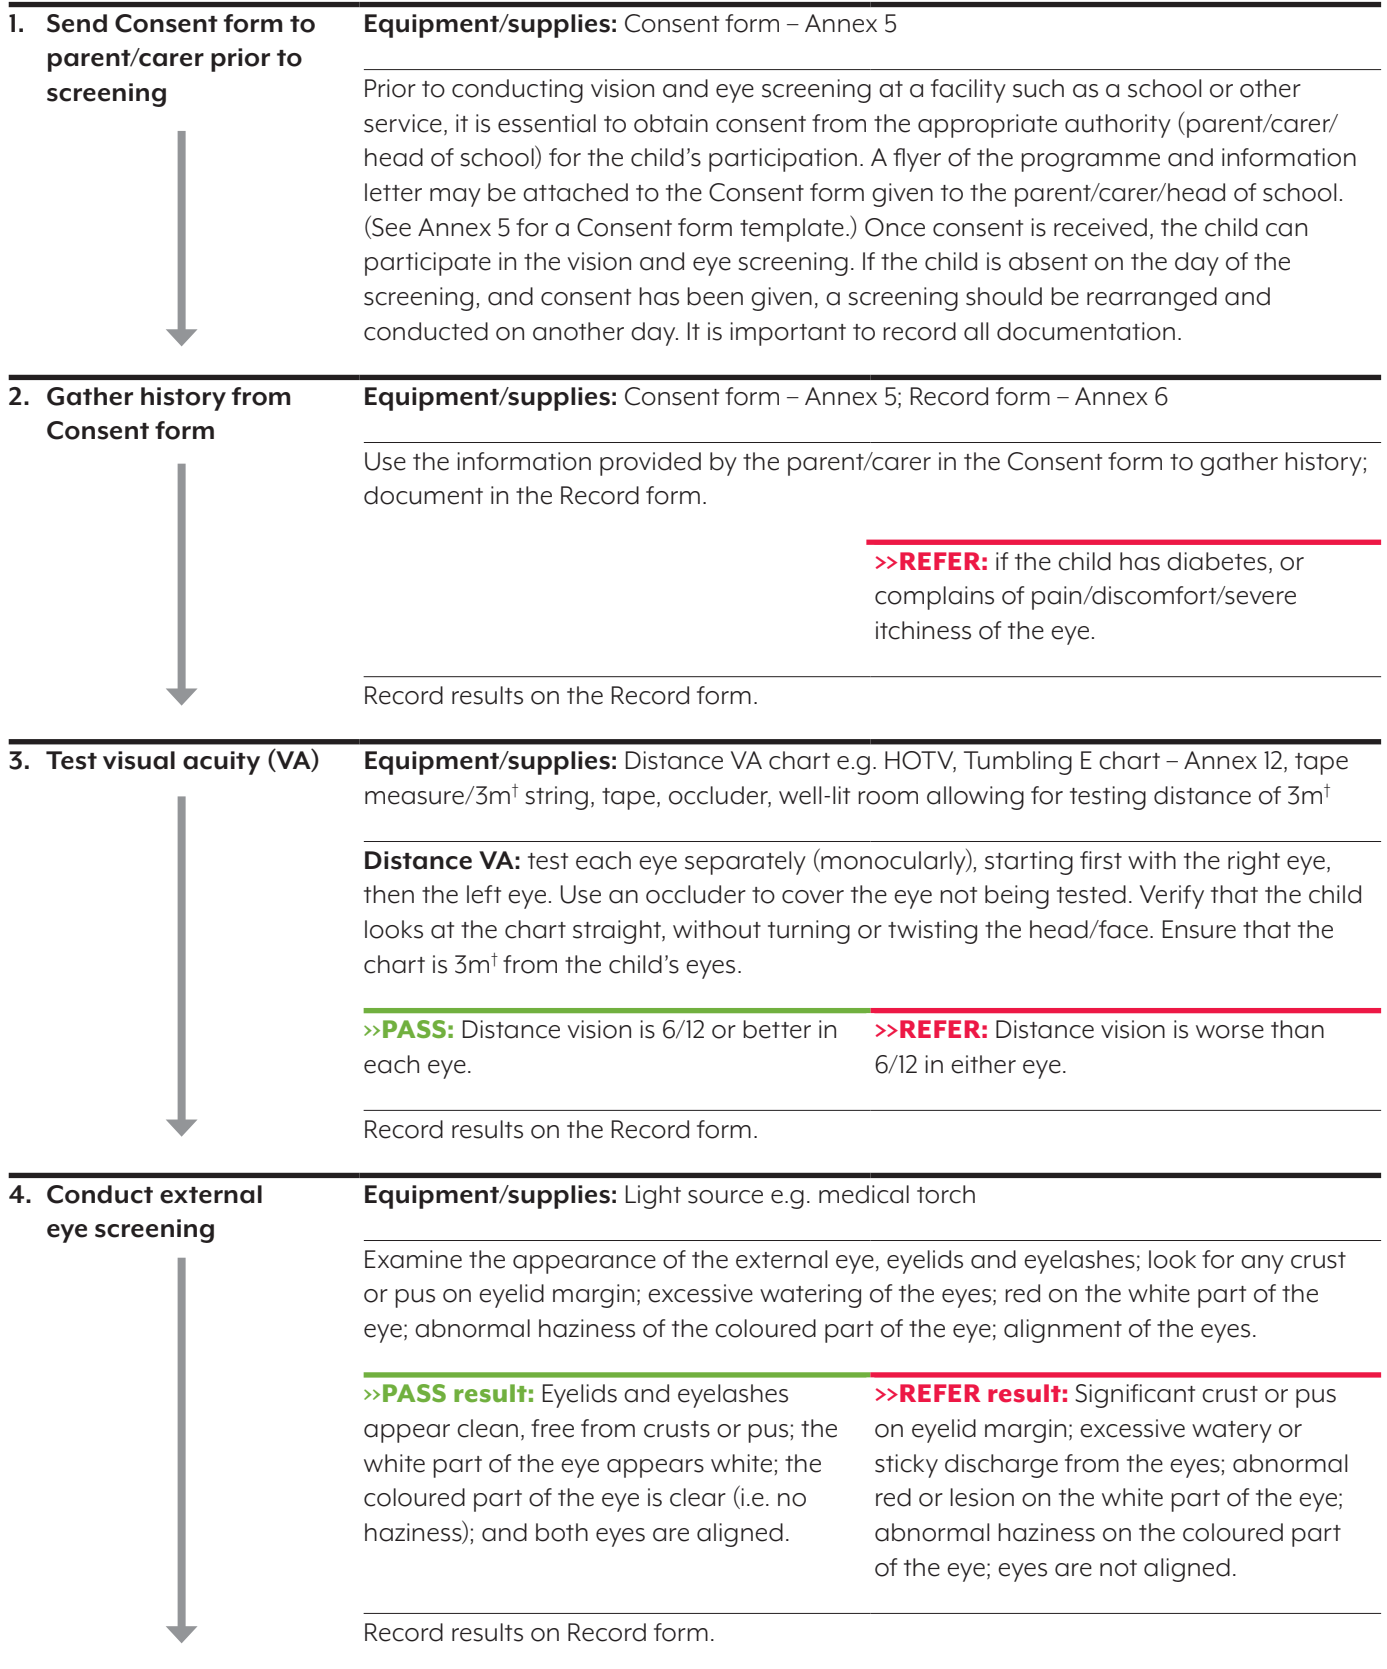 1. Send Consent form to
parent/carer prior to
screening
Equipment/supplies: Consent form – Annex 5
Prior to conducting vision and eye screening at a facility such as a school or other
service, it is essential to obtain consent from the appropriate authority (parent/carer/
head of school) for the child’s participation. A flyer of the programme and information
letter may be attached to the Consent form given to the parent/carer/head of school.
(See Annex 5 for a Consent form template.) Once consent is received, the child can
participate in the vision and eye screening. If the child is absent on the day of the
screening, and consent has been given, a screening should be rearranged and
conducted on another day. It is important to record all documentation.
2. Gather history from
Consent form
Equipment/supplies: Consent form – Annex 5; Record form – Annex 6
Use the information provided by the parent/carer in the Consent form to gather history;
document in the Record form.
>>REFER: if the child has diabetes, or
complains of pain/discomfort/severe
itchiness of the eye.
Record results on the Record form.
3. Test visual acuity (VA)
Equipment/supplies: Distance VA chart e.g. HOTV, Tumbling E chart – Annex 12, tape
measure/3m† string, tape, occluder, well-lit room allowing for testing distance of 3m†
Distance VA: test each eye separately (monocularly), starting first with the right eye,
then the left eye. Use an occluder to cover the eye not being tested. Verify that the child
looks at the chart straight, without turning or twisting the head/face. Ensure that the
chart is 3m† from the child’s eyes.
>>PASS: Distance vision is 6/12 or better in
each eye.
>>REFER: Distance vision is worse than
6/12 in either eye.
Record results on the Record form.
4. Conduct external
eye screening
Equipment/supplies: Light source e.g. medical torch
Examine the appearance of the external eye, eyelids and eyelashes; look for any crust
or pus on eyelid margin; excessive watering of the eyes; red on the white part of the
eye; abnormal haziness of the coloured part of the eye; alignment of the eyes.
>>PASS result: Eyelids and eyelashes
appear clean, free from crusts or pus; the
white part of the eye appears white; the
coloured part of the eye is clear (i.e. no
haziness); and both eyes are aligned.
>>REFER result: Significant crust or pus
on eyelid margin; excessive watery or
sticky discharge from the eyes; abnormal
red or lesion on the white part of the eye;
abnormal haziness on the coloured part
of the eye; eyes are not aligned.
Record results on Record form.